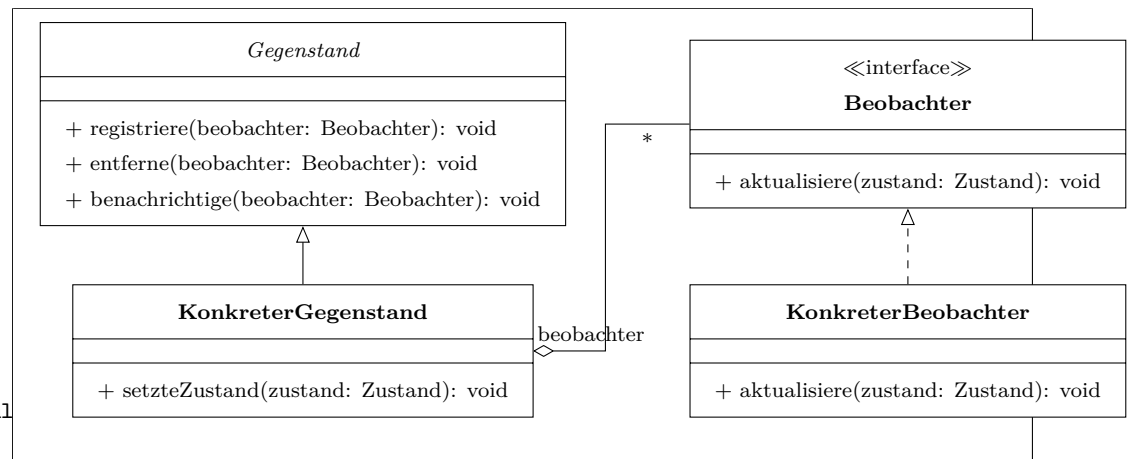 Gegenstand
+ registriere(beobachter: Beobachter): void
+ entferne(beobachter: Beobachter): void
+ benachrichtige(beobachter: Beobachter): void
≪interface≫
Beobachter
*
+ aktualisiere(zustand: Zustand): void
KonkreterGegenstand
beobachter
+ setzteZustand(zustand: Zustand): void
KonkreterBeobachter
+ aktualisiere(zustand: Zustand): void